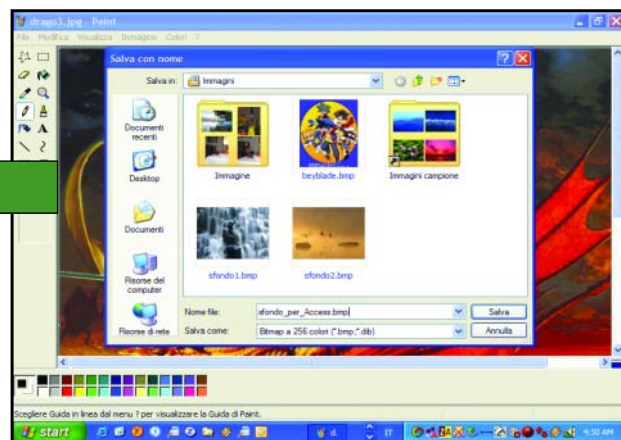 drago3.jpg - Paint
File Modifica Visualizza Immagine Colori ?
Salva con nome
Salva in:
Immagini
Documenti recenti
Desktop
Documenti
Risorse del computer
Risorse di rete
Immagine
beyblade.bmp
Immagini campione
sfondo1.bmp
sfondo2.bmp
Nome file:
sfondo_per_Access.bmp
Salva
Salva come:
Bitmap a 256 colori (*.bmp;*.dib)
Annulla
Scegliere Guida in linea dal menu ? per visualizzare la Guida di Paint.
start
d.
IT
4:50 AM